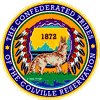 THE CONFEDERATED TRIBES
1872
OF THE COLVILLE RESERVATION